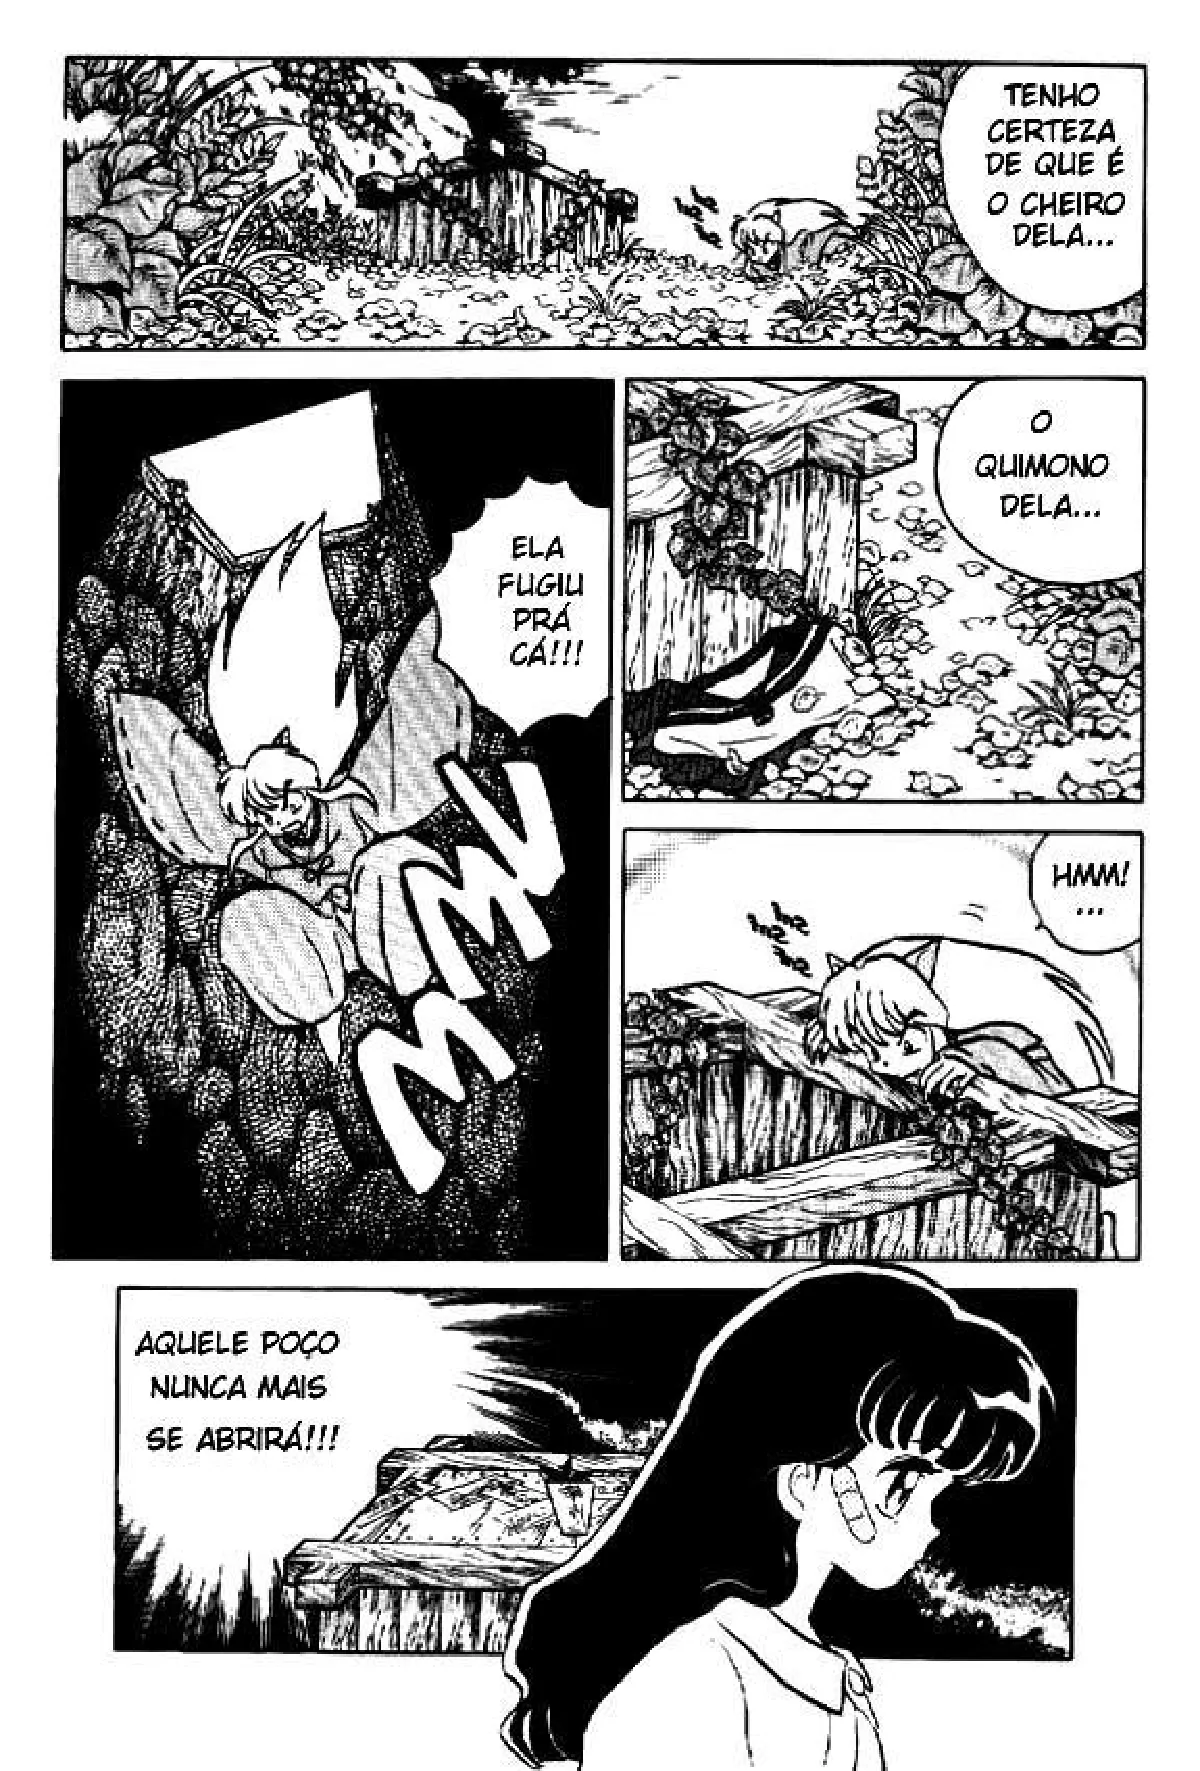 TENHO
CERTEZA
DE QUE É
O CHEIRO
DELA...
O
QUIMONO
DELA...
HMM!
...
ELA
FUGIU
PRÁ
CÁ!!!
AQUELE POÇO
NUNCA MAIS
SE ABRIRÁ!!!